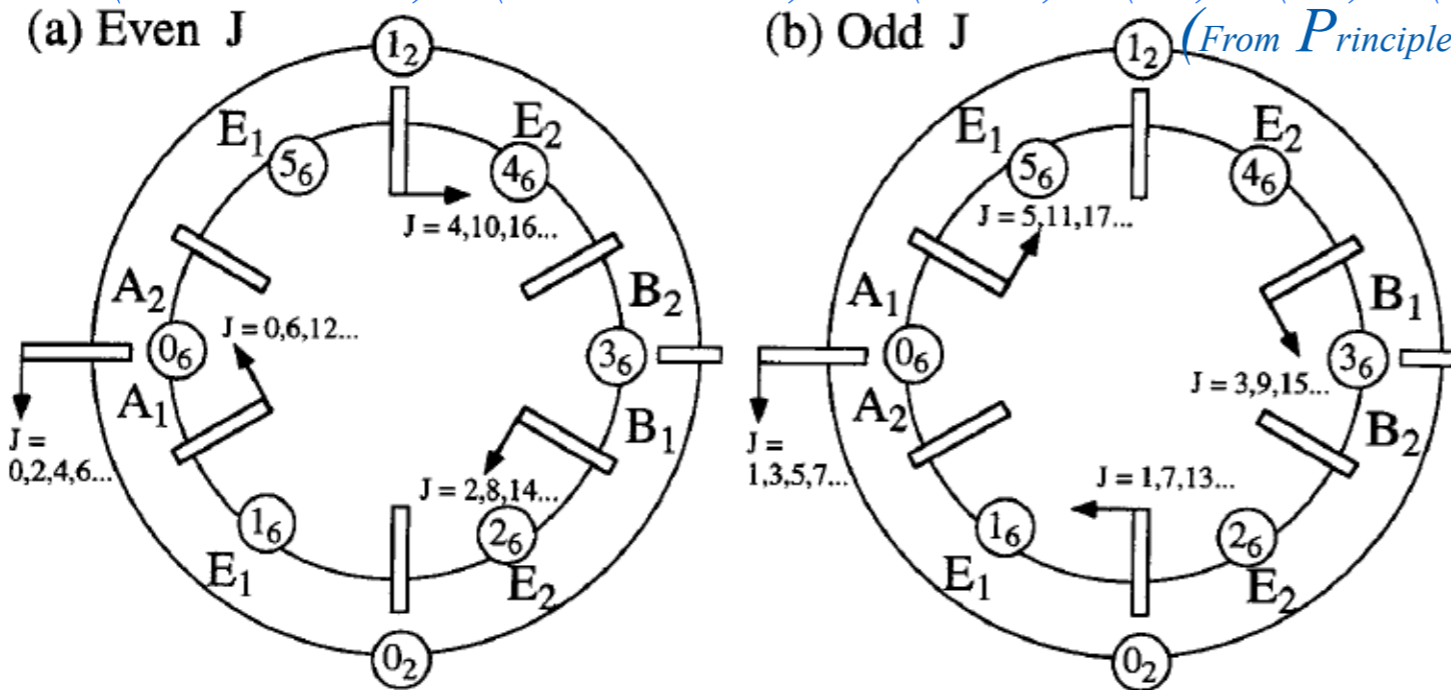 (From Principle
(a) Even J
1₂
E₁
E₂
5₆
4₆
J = 4,10,16...
A₂
B₂
J = 0,6,12...
0₆
3₆
A₁
B₁
J =
0,2,4,6...
J = 2,8,14...
1₆
2₆
E₁
E₂
0₂
(b) Odd J
1₂
E₁
E₂
5₆
4₆
J = 5,11,17...
A₁
B₁
0₆
3₆
J = 3,9,15...
A₂
B₂
J =
1,3,5,7...
J = 1,7,13...
1₆
2₆
E₁
E₂
0₂